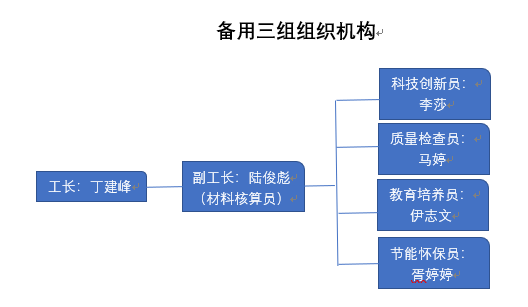 备用三组组织机构
工长：丁建峰
副工长：陆俊彪
（材料核算员）
科技创新员：
李莎
质量检查员：
马婷
教育培养员：
伊志文
节能怀保员：
胥婷婷